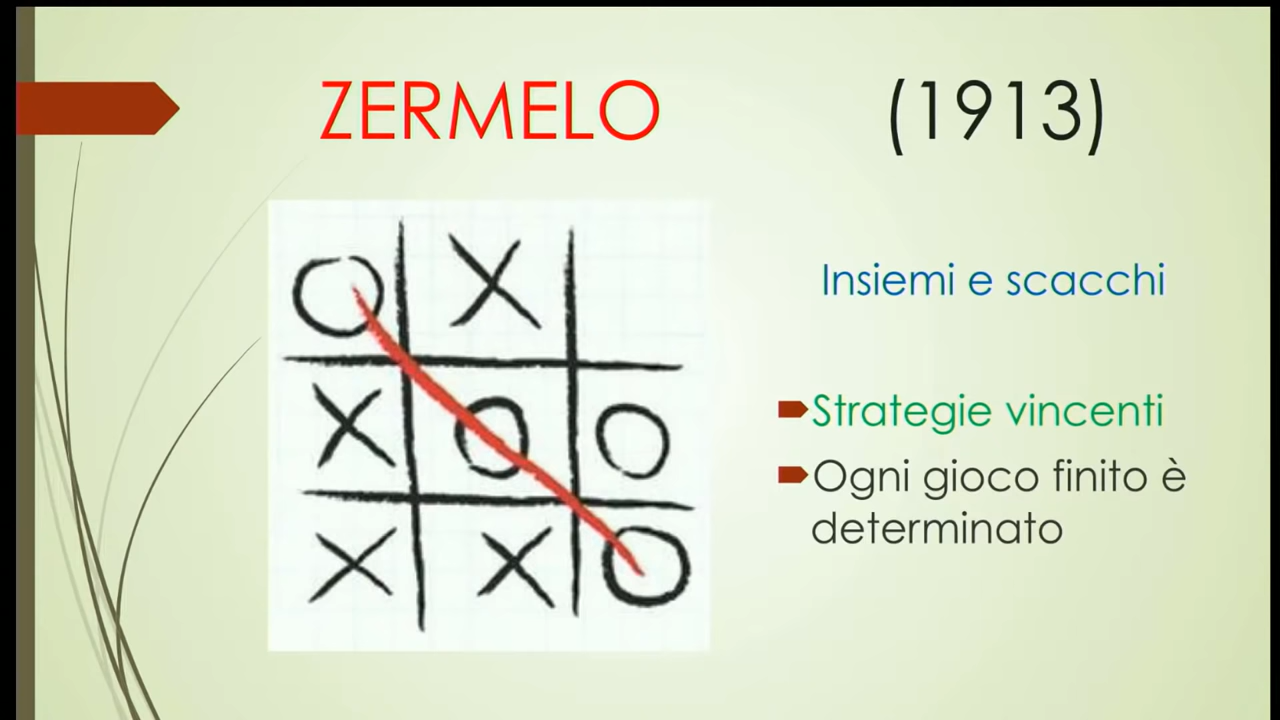 ZERMELO (1913)
Insiemi e scacchi
Strategie vincenti
Ogni gioco finito è
determinato